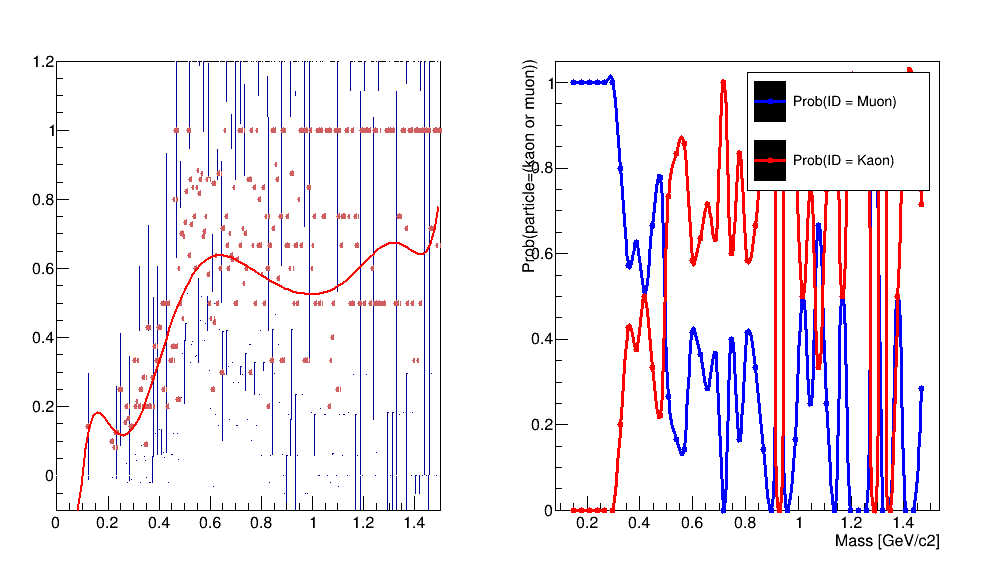 1.2
1
0.8
0.6
0.4
0.2
0
0 0.2 0.4 0.6 0.8 1 1.2 1.4
Prob(particle=(kaon or muon))
1
0.8
0.6
0.4
0.2
0
0.2 0.4 0.6 0.8 1 1.2 1.4
Mass [GeV/c2]
Prob(ID = Muon)
Prob(ID = Kaon)